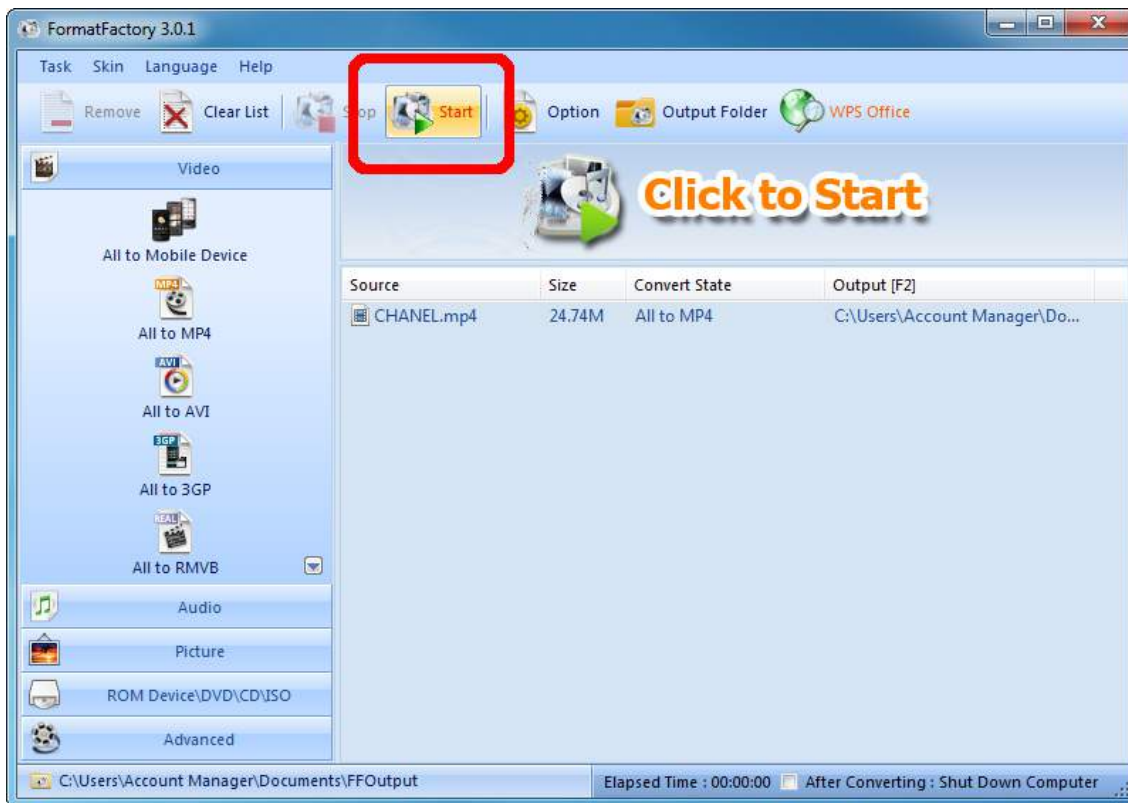 FormatFactory 3.0.1
Task Skin Language Help
Remove Clear List Stop Start Option Output Folder WPS Office
Video
Click to Start
All to Mobile Device
Source Size Convert State Output [F2]
CHANEL.mp4 24.74M All to MP4 C:\Users\Account Manager\Do...
MP4
All to MP4
AVI
All to AVI
3GP
All to 3GP
REAL
All to RMVB
Audio
Picture
ROM Device\DVD\CD\ISO
Advanced
C:\Users\Account Manager\Documents\FFOutput Elapsed Time : 00:00:00 After Converting : Shut Down Computer